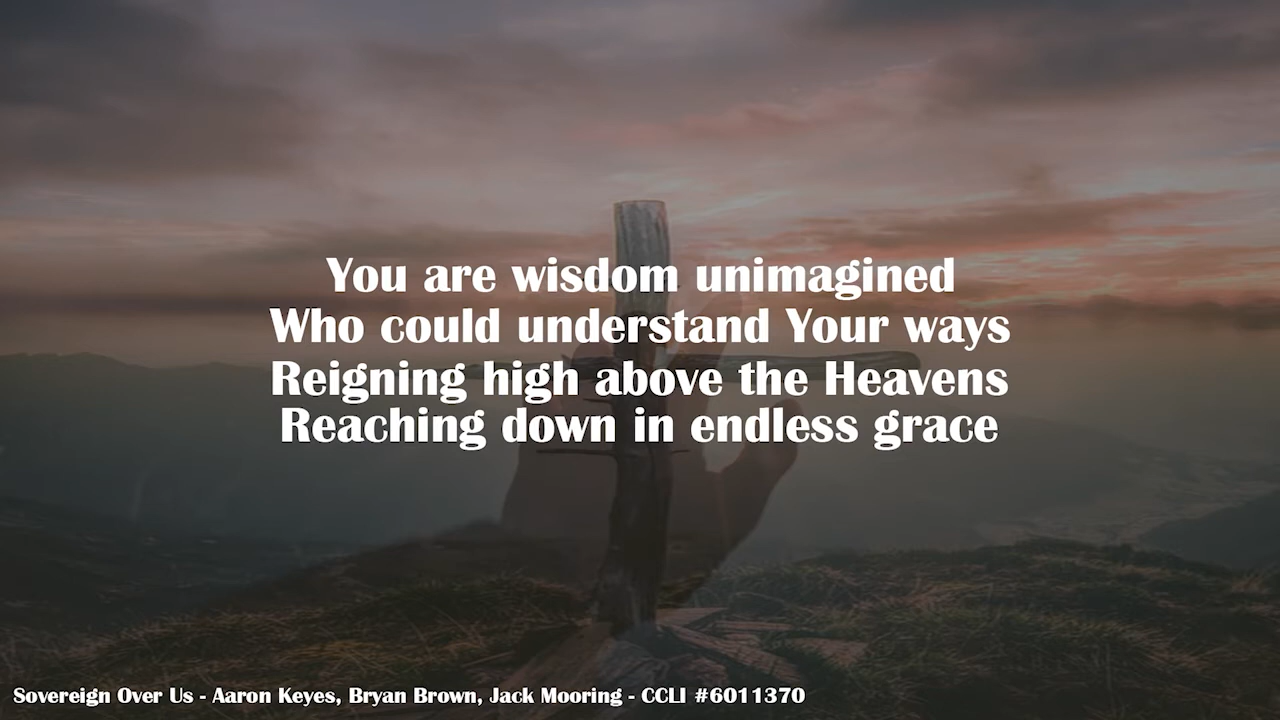 You are wisdom unimagined
Who could understand Your ways
Reigning high above the Heavens
Reaching down in endless grace
Sovereign Over Us - Aaron Keyes, Bryan Brown, Jack Mooring - CCLI #6011370